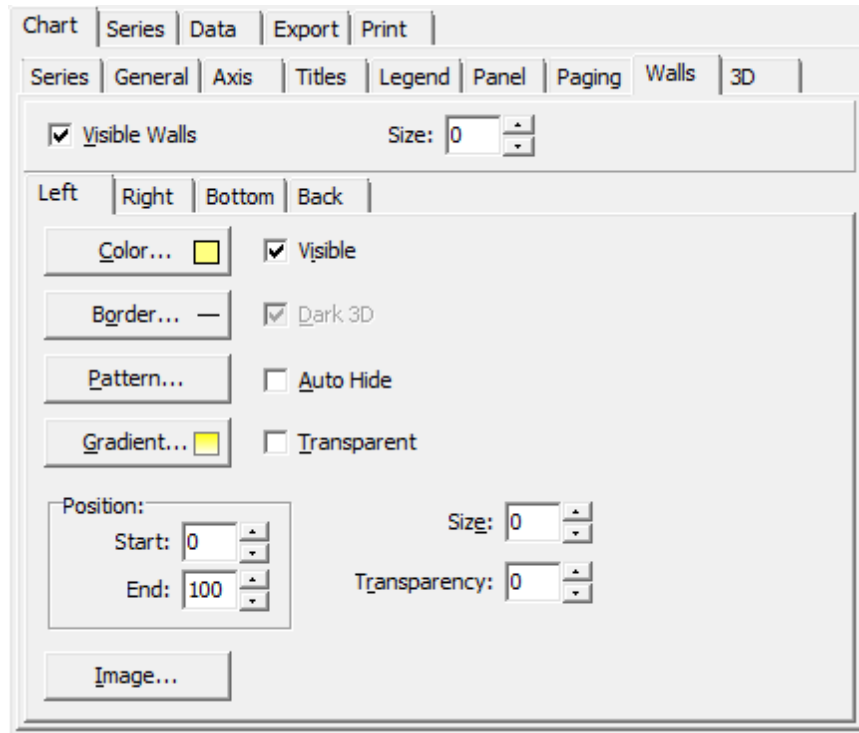 Chart Series Data Export Print
Series General Axis Titles Legend Panel Paging Walls 3D
Visible Walls Size: 0
Left Right Bottom Back
Color... Visible
Border... Dark 3D
Pattern... Auto Hide
Gradient... Transparent
Position:
Start: 0 Size: 0
End: 100 Transparency: 0
Image...